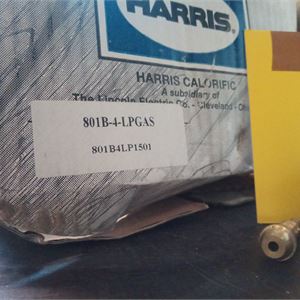 HARRIS
HARRIS CALORIFIC
A subsidiary of
The Lincoln Electric Co. - Cleveland -
801B-4-LPGAS
801B4LP1501